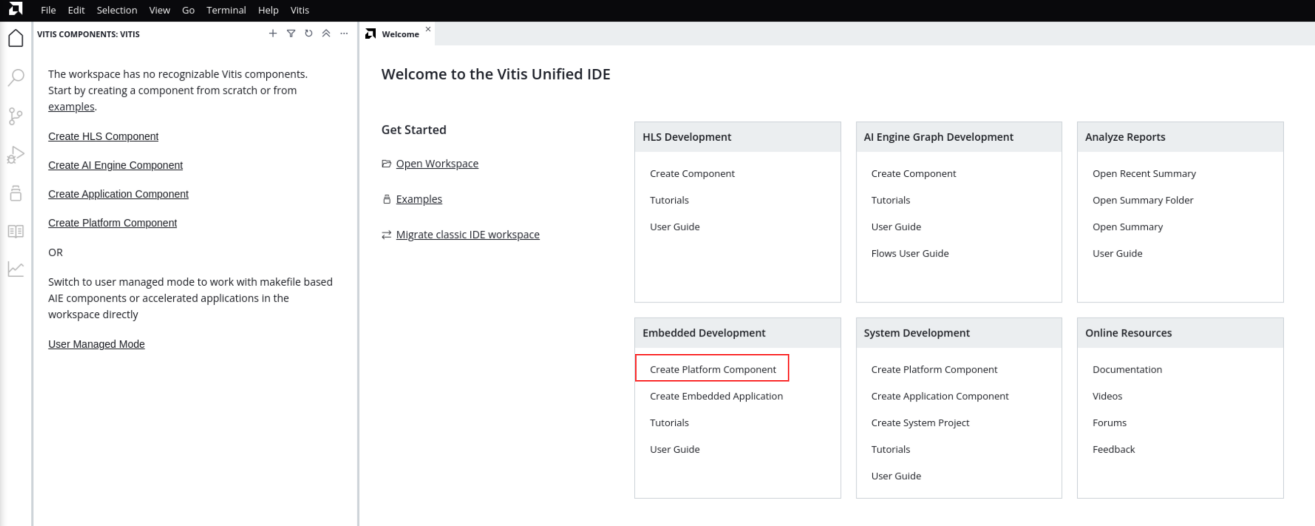 File Edit Selection View Go Terminal Help Vitis
VITIS COMPONENTS: VITIS
The workspace has no recognizable Vitis components.
Start by creating a component from scratch or from
examples.
Create HLS Component
Create AI Engine Component
Create Application Component
Create Platform Component
OR
Switch to user managed mode to work with makefile based
AIE components or accelerated applications in the
workspace directly
User Managed Mode
Welcome
Welcome to the Vitis Unified IDE
Get Started
Open Workspace
Examples
Migrate classic IDE workspace
HLS Development
Create Component
Tutorials
User Guide
AI Engine Graph Development
Create Component
Tutorials
User Guide
Flows User Guide
Analyze Reports
Open Recent Summary
Open Summary Folder
Open Summary
User Guide
Embedded Development
Create Platform Component
Create Embedded Application
Tutorials
User Guide
System Development
Create Platform Component
Create Application Component
Create System Project
Tutorials
User Guide
Online Resources
Documentation
Videos
Forums
Feedback